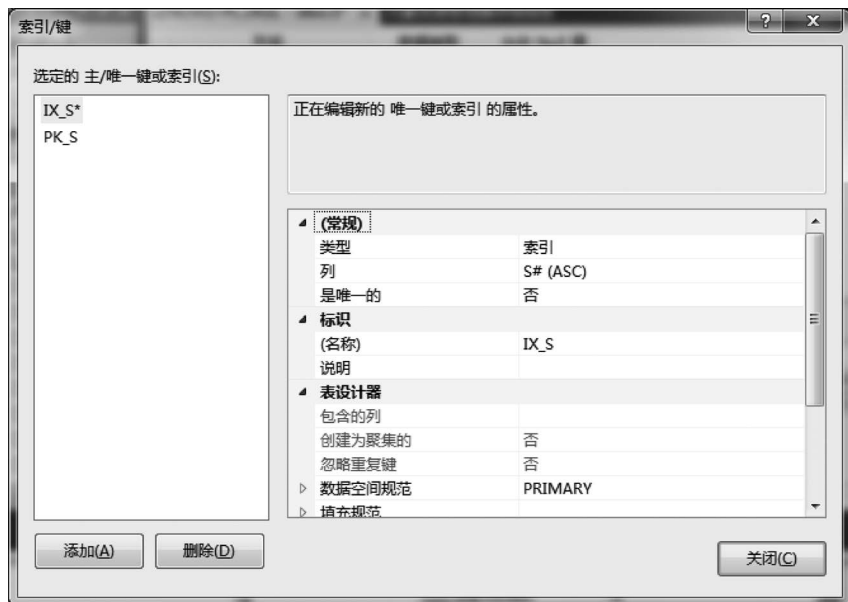 索引/键
选定的 主/唯一键或索引(S):
IX_S*
PK_S
正在编辑新的 唯一键或索引 的属性。
(常规)
类型 索引
列 S# (ASC)
是唯一的 否
标识
(名称) IX_S
说明
表设计器
包含的列
创建为聚集的 否
忽略重复键 否
数据空间规范 PRIMARY
填充规范
添加(A) 删除(D)
关闭(C)